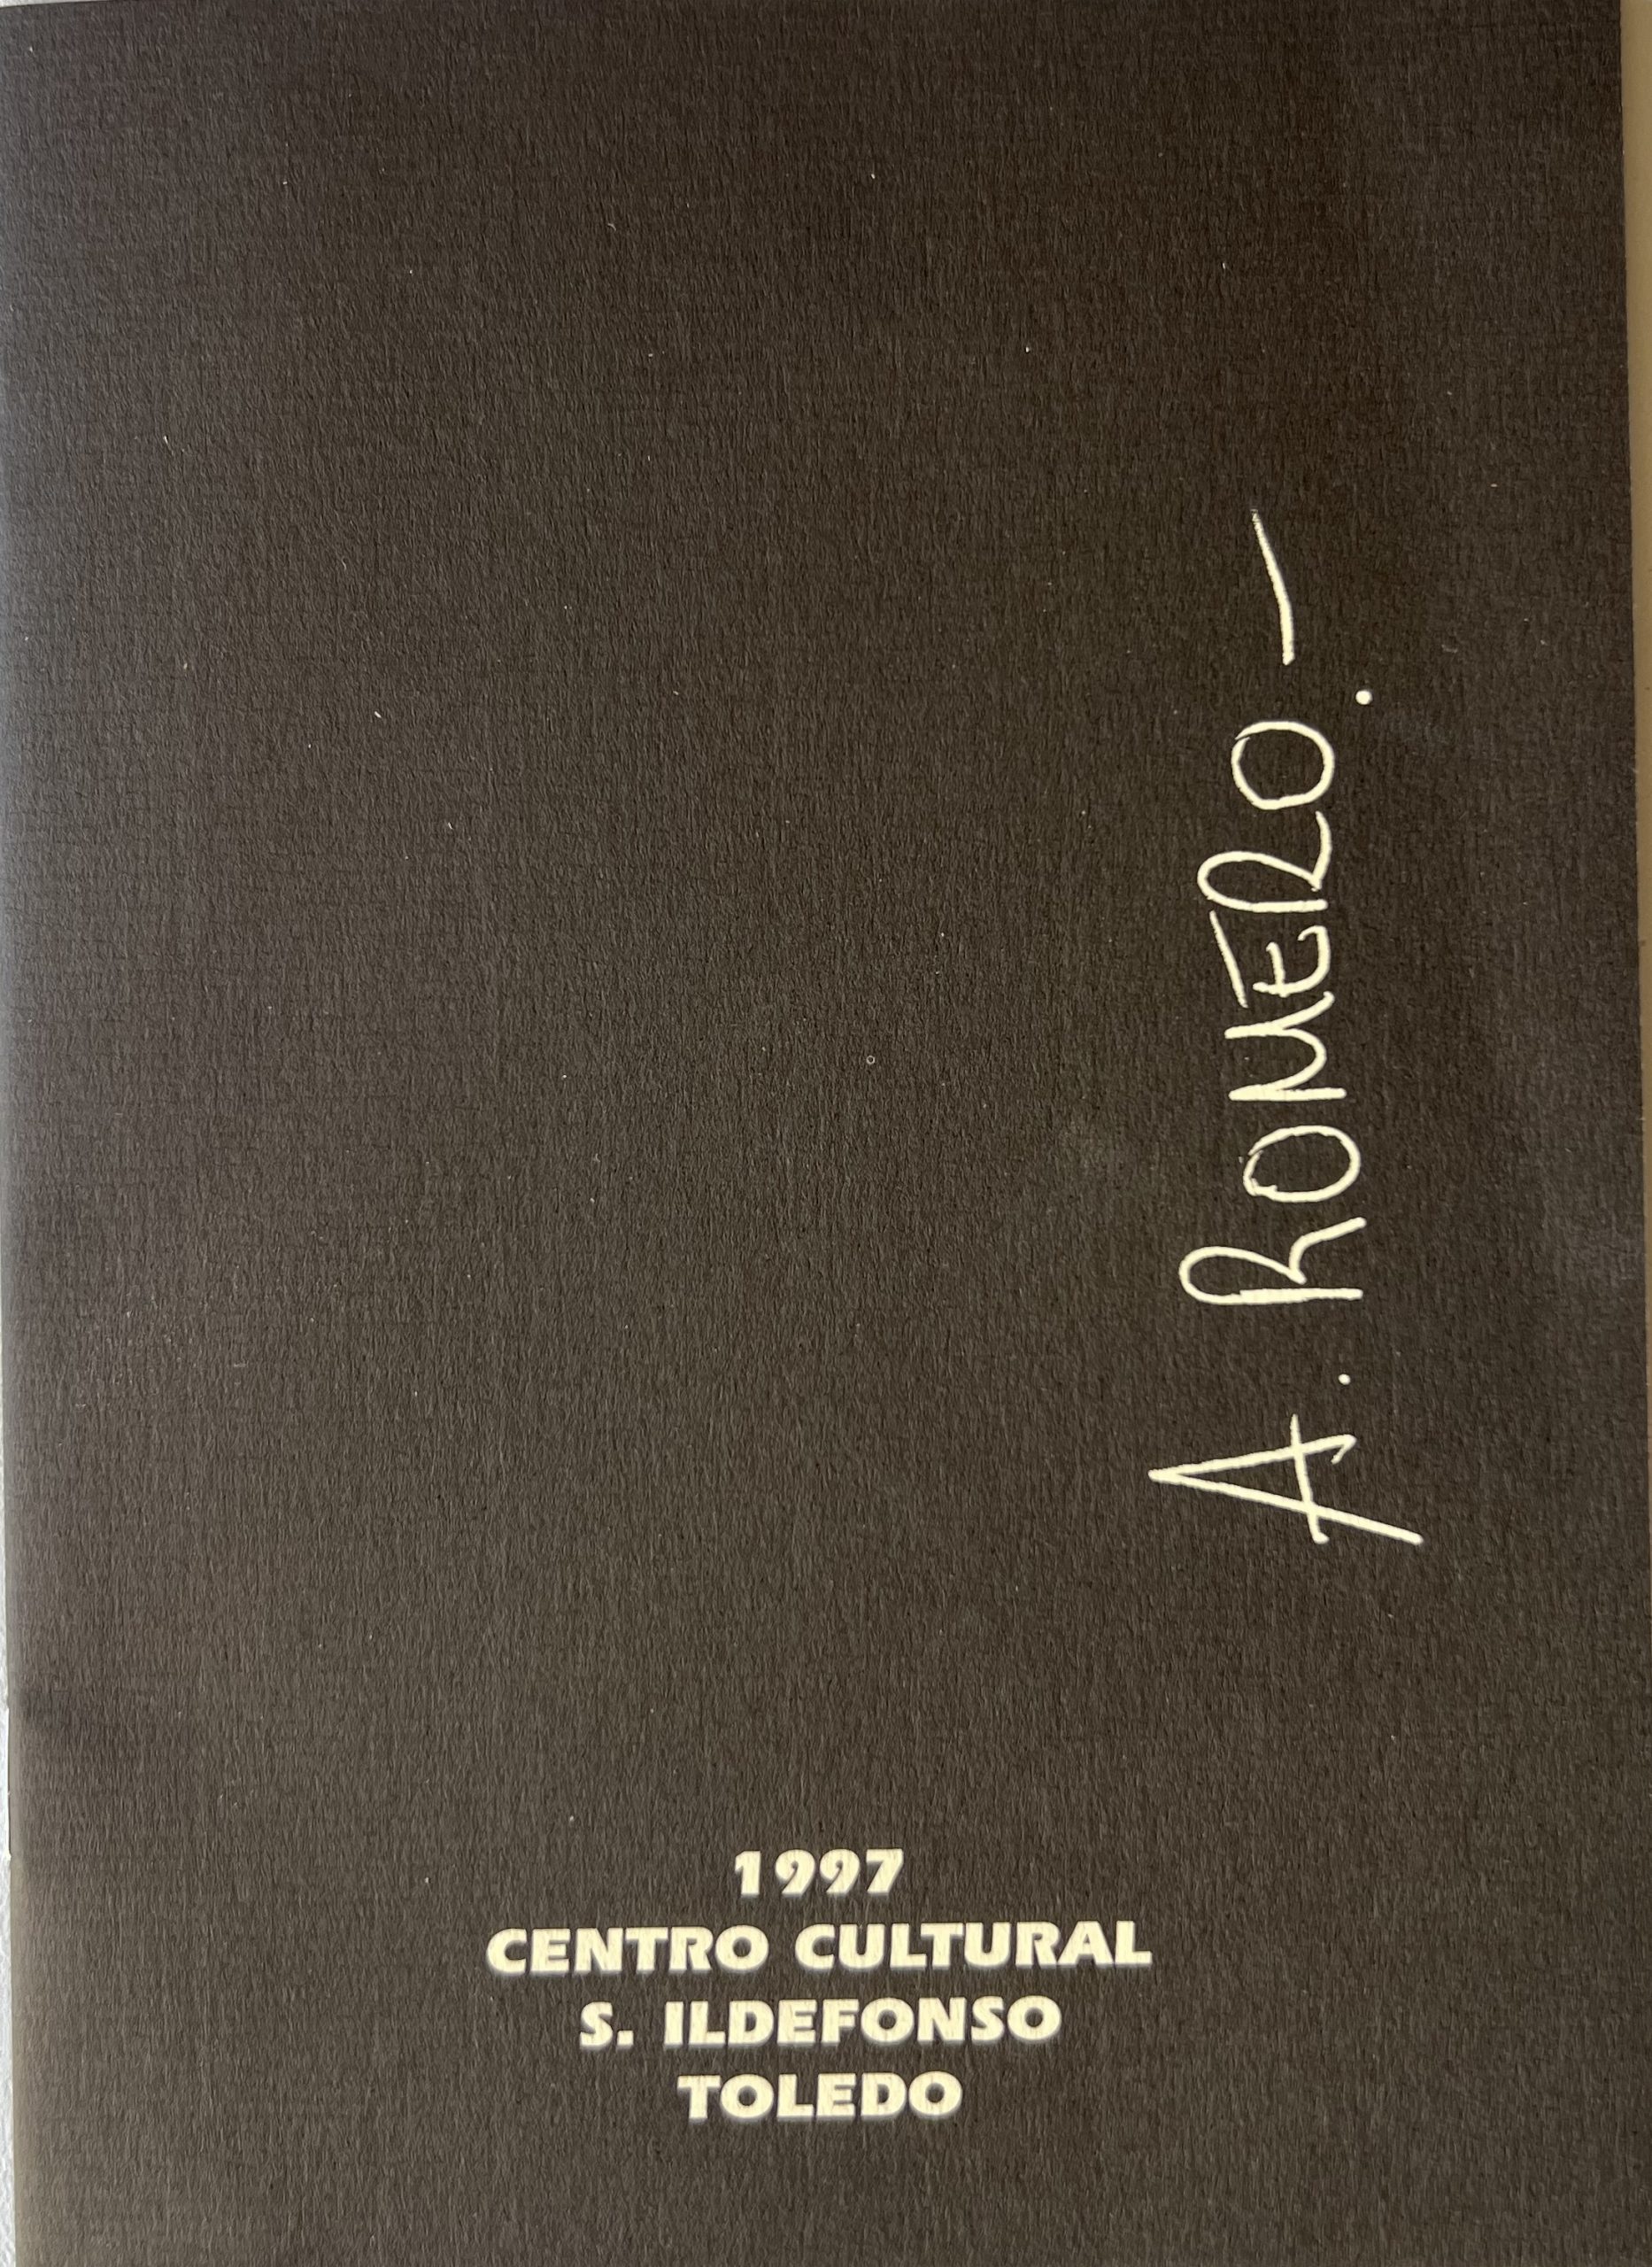 A. ROMERO.—
1997
CENTRO CULTURAL
S. ILDEFONSO
TOLEDO